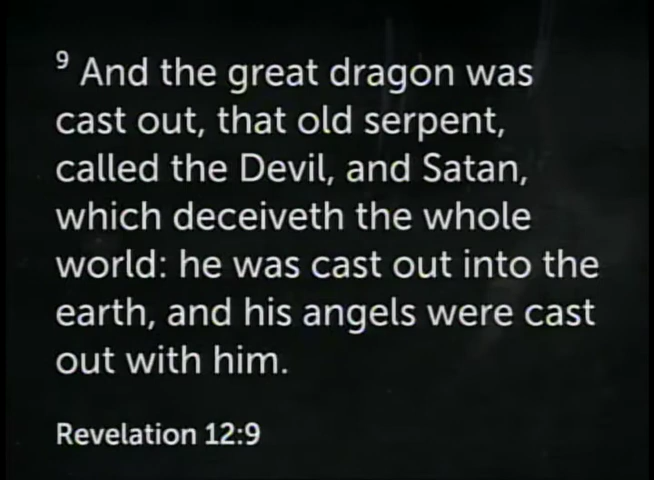 ⁹ And the great dragon was
cast out, that old serpent,
called the Devil, and Satan,
which deceiveth the whole
world: he was cast out into the
earth, and his angels were cast
out with him.
Revelation 12:9